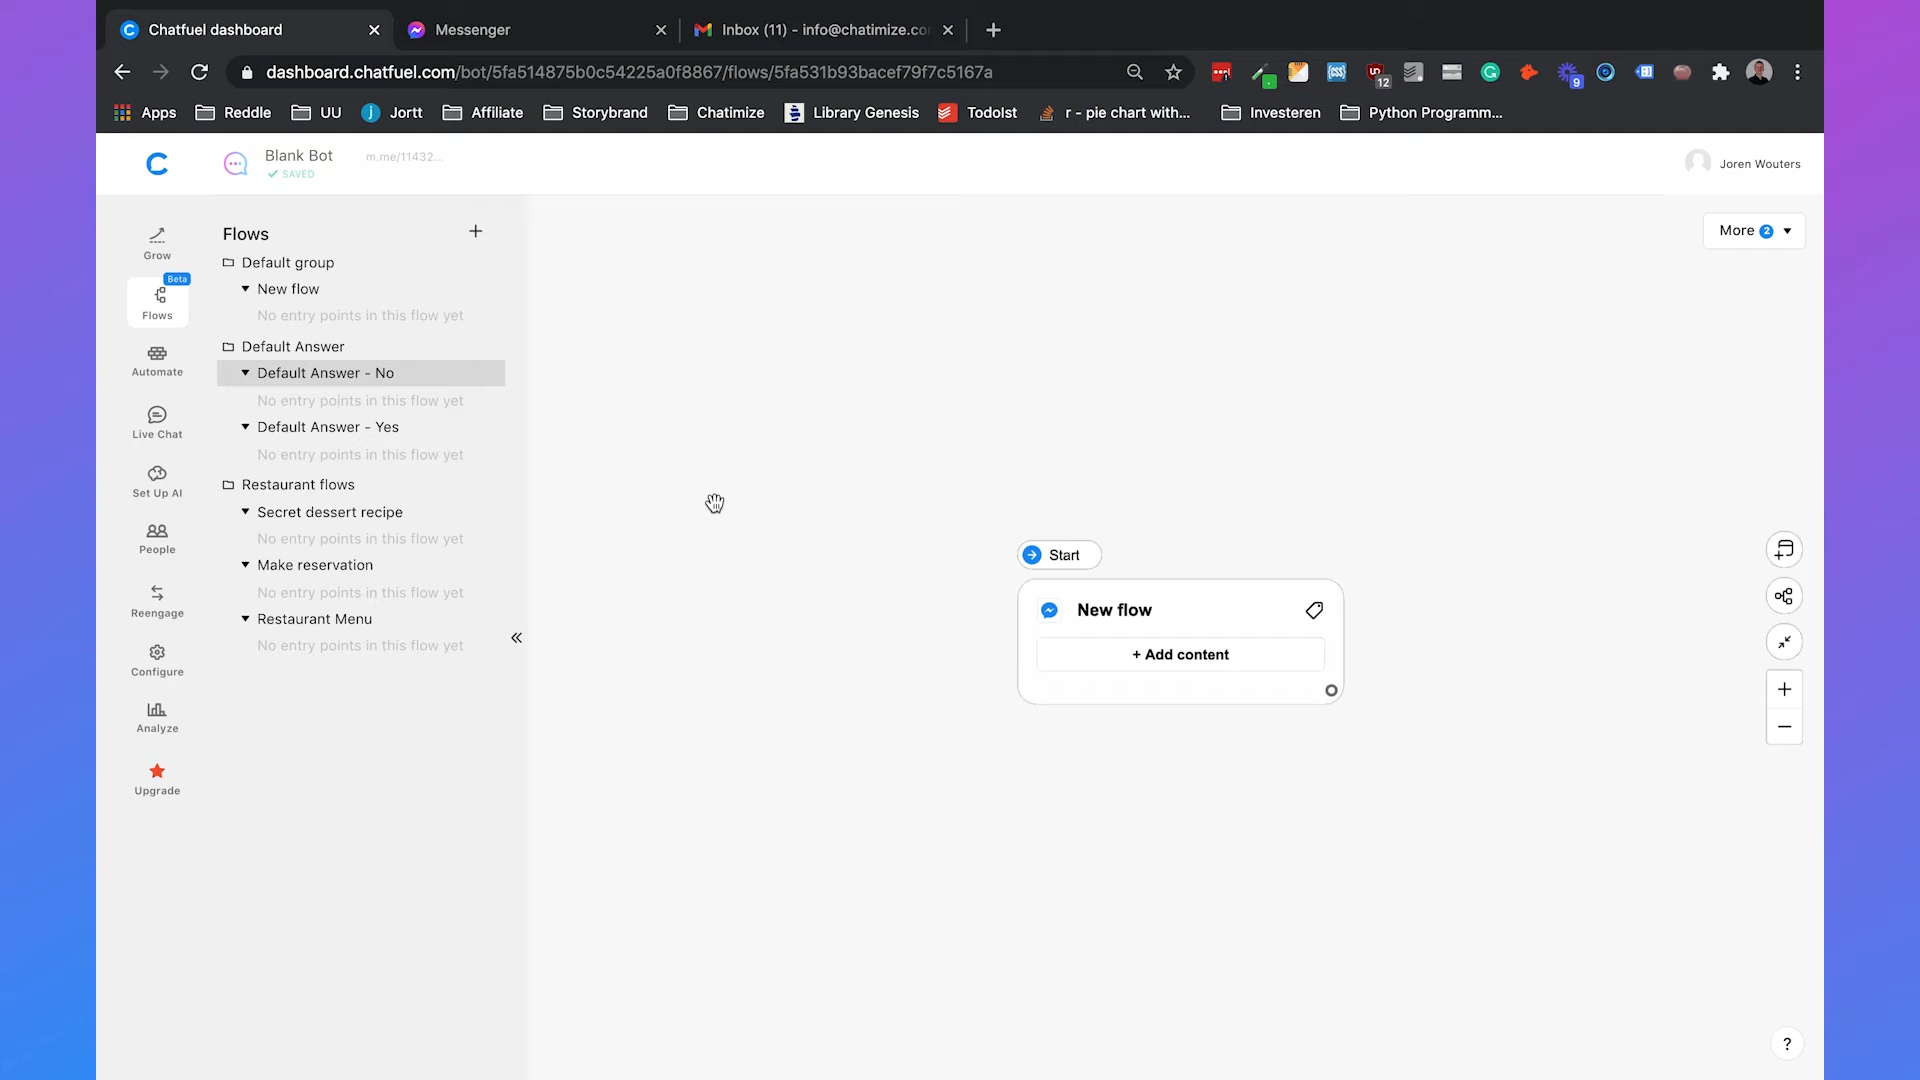 Chatfuel dashboard
Messenger
Inbox (11) - info@chatimize.co
dashboard.chatfuel.com/bot/5fa514875b0c54225a0f8867/flows/5fa531b93bacef79f7c5167a
12
9
Apps
Reddle
UU
Jortt
Affiliate
Storybrand
Chatimize
Library Genesis
TodoIst
r - pie chart with...
Investeren
Python Programm...
Blank Bot
m.me/11432...
SAVED
Joren Wouters
Grow
Beta
Flows
Automate
Live Chat
Set Up AI
People
Reengage
Configure
Analyze
Upgrade
Flows
Default group
New flow
No entry points in this flow yet
Default Answer
Default Answer - No
No entry points in this flow yet
Default Answer - Yes
No entry points in this flow yet
Restaurant flows
Secret dessert recipe
No entry points in this flow yet
Make reservation
No entry points in this flow yet
Restaurant Menu
No entry points in this flow yet
More 2
Start
New flow
+ Add content
?